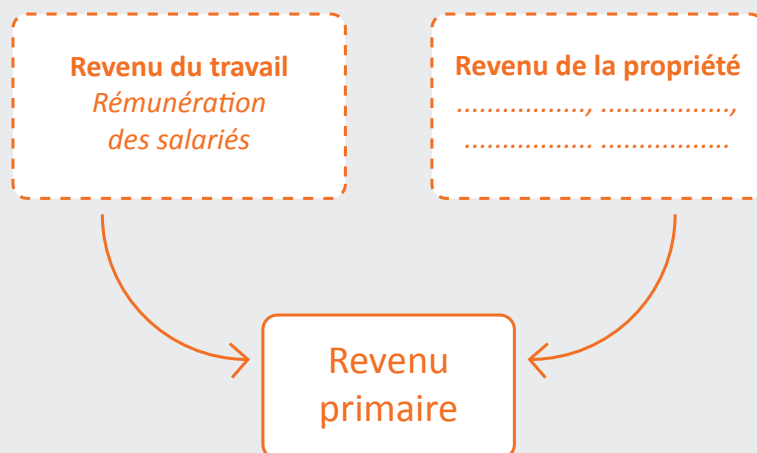 Revenu du travail
Rémunération
des salariés
Revenu de la propriété
................., .................,
................. .................
Revenu
primaire